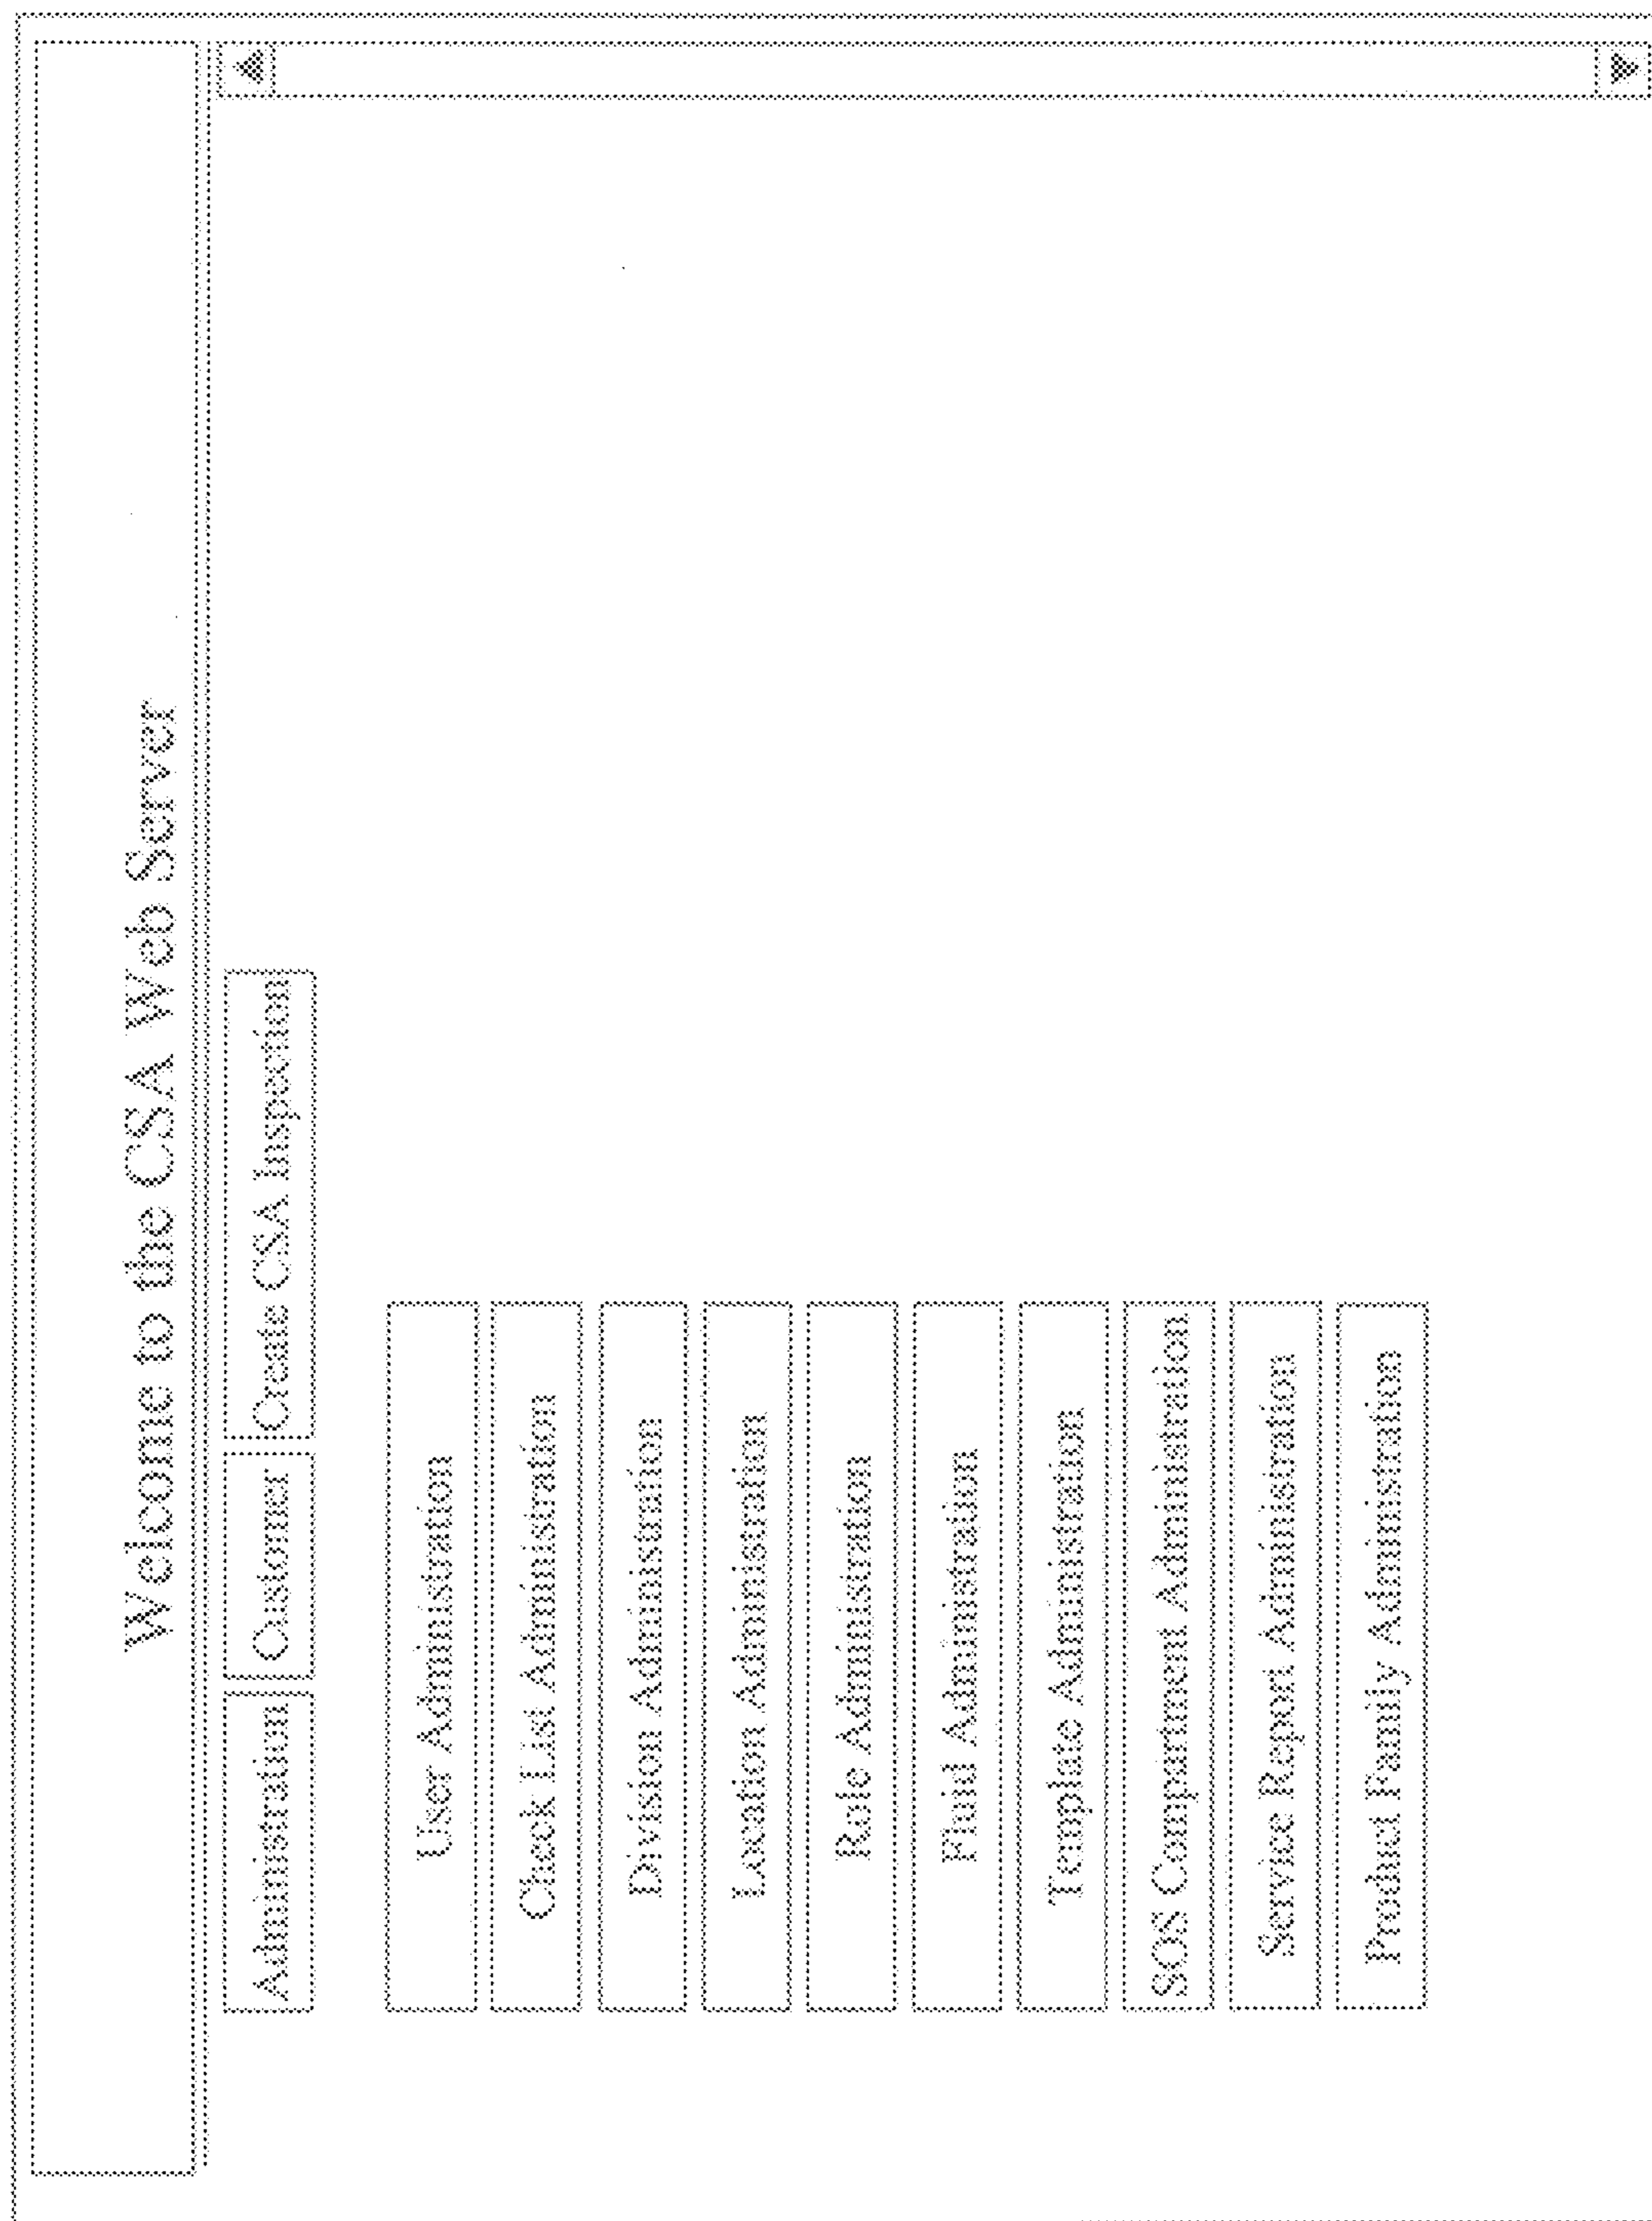 Welcome to the CSA Web Server
Administration Customer Create CSA Inspection
User Administration
Check List Administration
Division Administration
Location Administration
Role Administration
Fluid Administration
Template Administration
SOS Compartment Administration
Service Report Administration
Product Family Administration